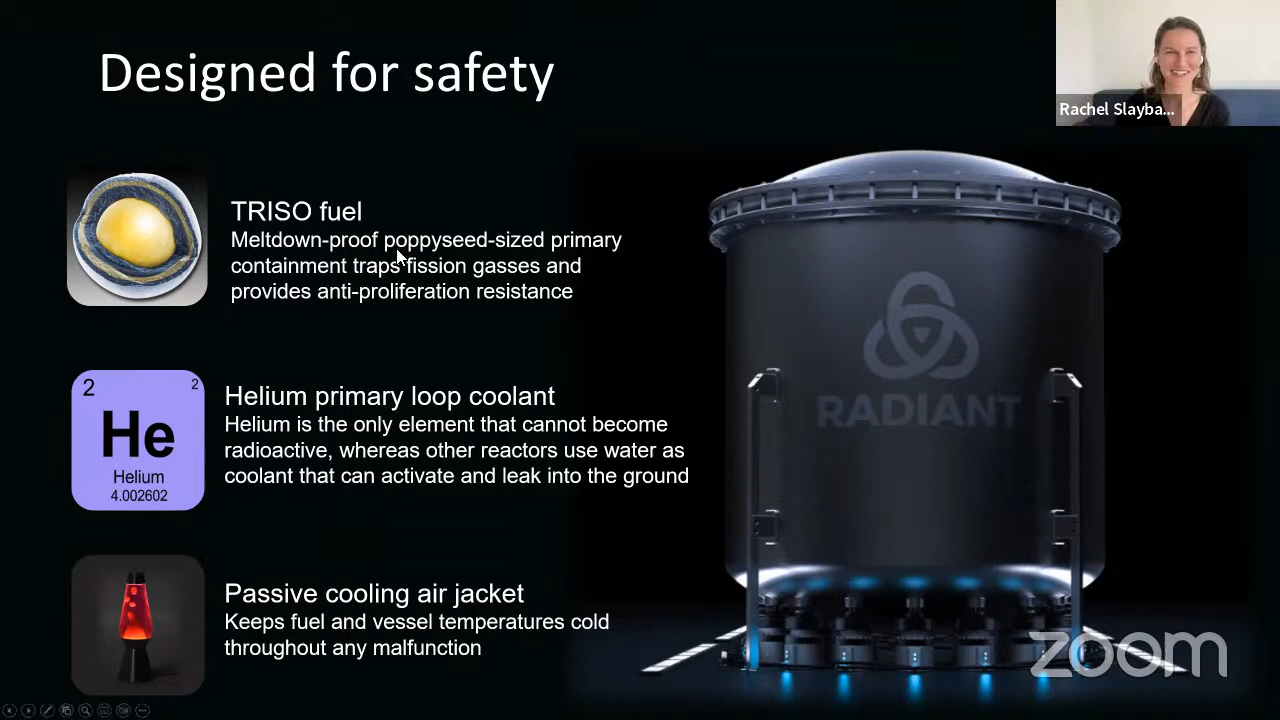 Designed for safety
Rachel Slayba...
TRISO fuel
Meltdown-proof poppyseed-sized primary
containment traps fission gasses and
provides anti-proliferation resistance
2 2
He
Helium
4.002602
Helium primary loop coolant
Helium is the only element that cannot become
radioactive, whereas other reactors use water as
coolant that can activate and leak into the ground
RADIANT
Passive cooling air jacket
Keeps fuel and vessel temperatures cold
throughout any malfunction
zoom